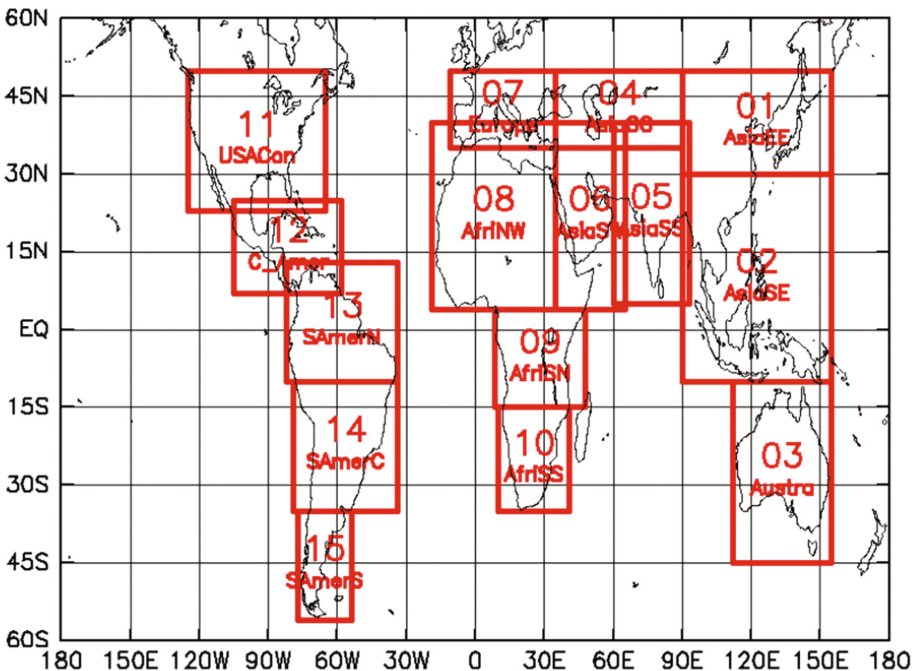 60N
45N
30N
15N
EQ
15S
30S
45S
60S
180 150W 120W 90W 60W 30W 0 30E 60E 90E 120E 150E 180
11
USACon
12
C_Amer
13
SAmerN
14
SAmerC
15
SAmerS
07
Europe
04
08
AfriNW
06
05
AsiaSS
01
AsiaEE
02
AsiaSE
09
AfriSN
10
AfriSS
03
Austra